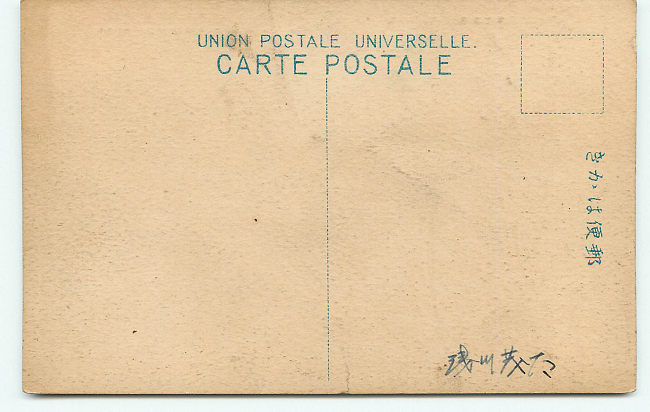 UNION POSTALE UNIVERSELLE.
CARTE POSTALE
きかは便郵